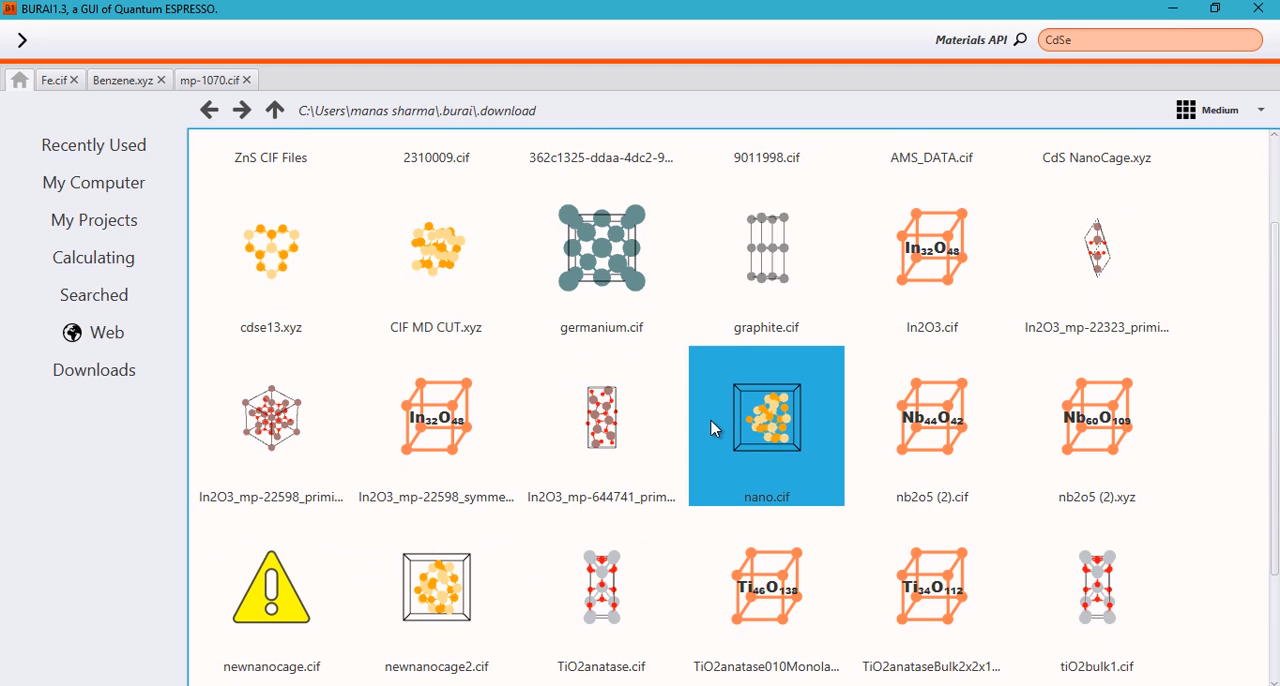 BURAI1.3, a GUI of Quantum ESPRESSO.
Materials API CdSe
Fe.cif Benzene.xyz mp-1070.cif
C:\Users\manas sharma\.burai\.download Medium
Recently Used
My Computer
My Projects
Calculating
Searched
Web
Downloads
ZnS CIF Files 2310009.cif 362c1325-ddaa-4dc2-9... 9011998.cif AMS_DATA.cif CdS NanoCage.xyz
In32O48
cdse13.xyz CIF MD CUT.xyz germanium.cif graphite.cif In2O3.cif In2O3_mp-22323_primi...
In32O48 Nb44O42 Nb60O109
In2O3_mp-22598_primi... In2O3_mp-22598_symme... In2O3_mp-644741_prim... nano.cif nb2o5 (2).cif nb2o5 (2).xyz
Ti46O138 Ti34O112
newnanocage.cif newnanocage2.cif TiO2anatase.cif TiO2anatase010Monola... TiO2anataseBulk2x2x1... tiO2bulk1.cif